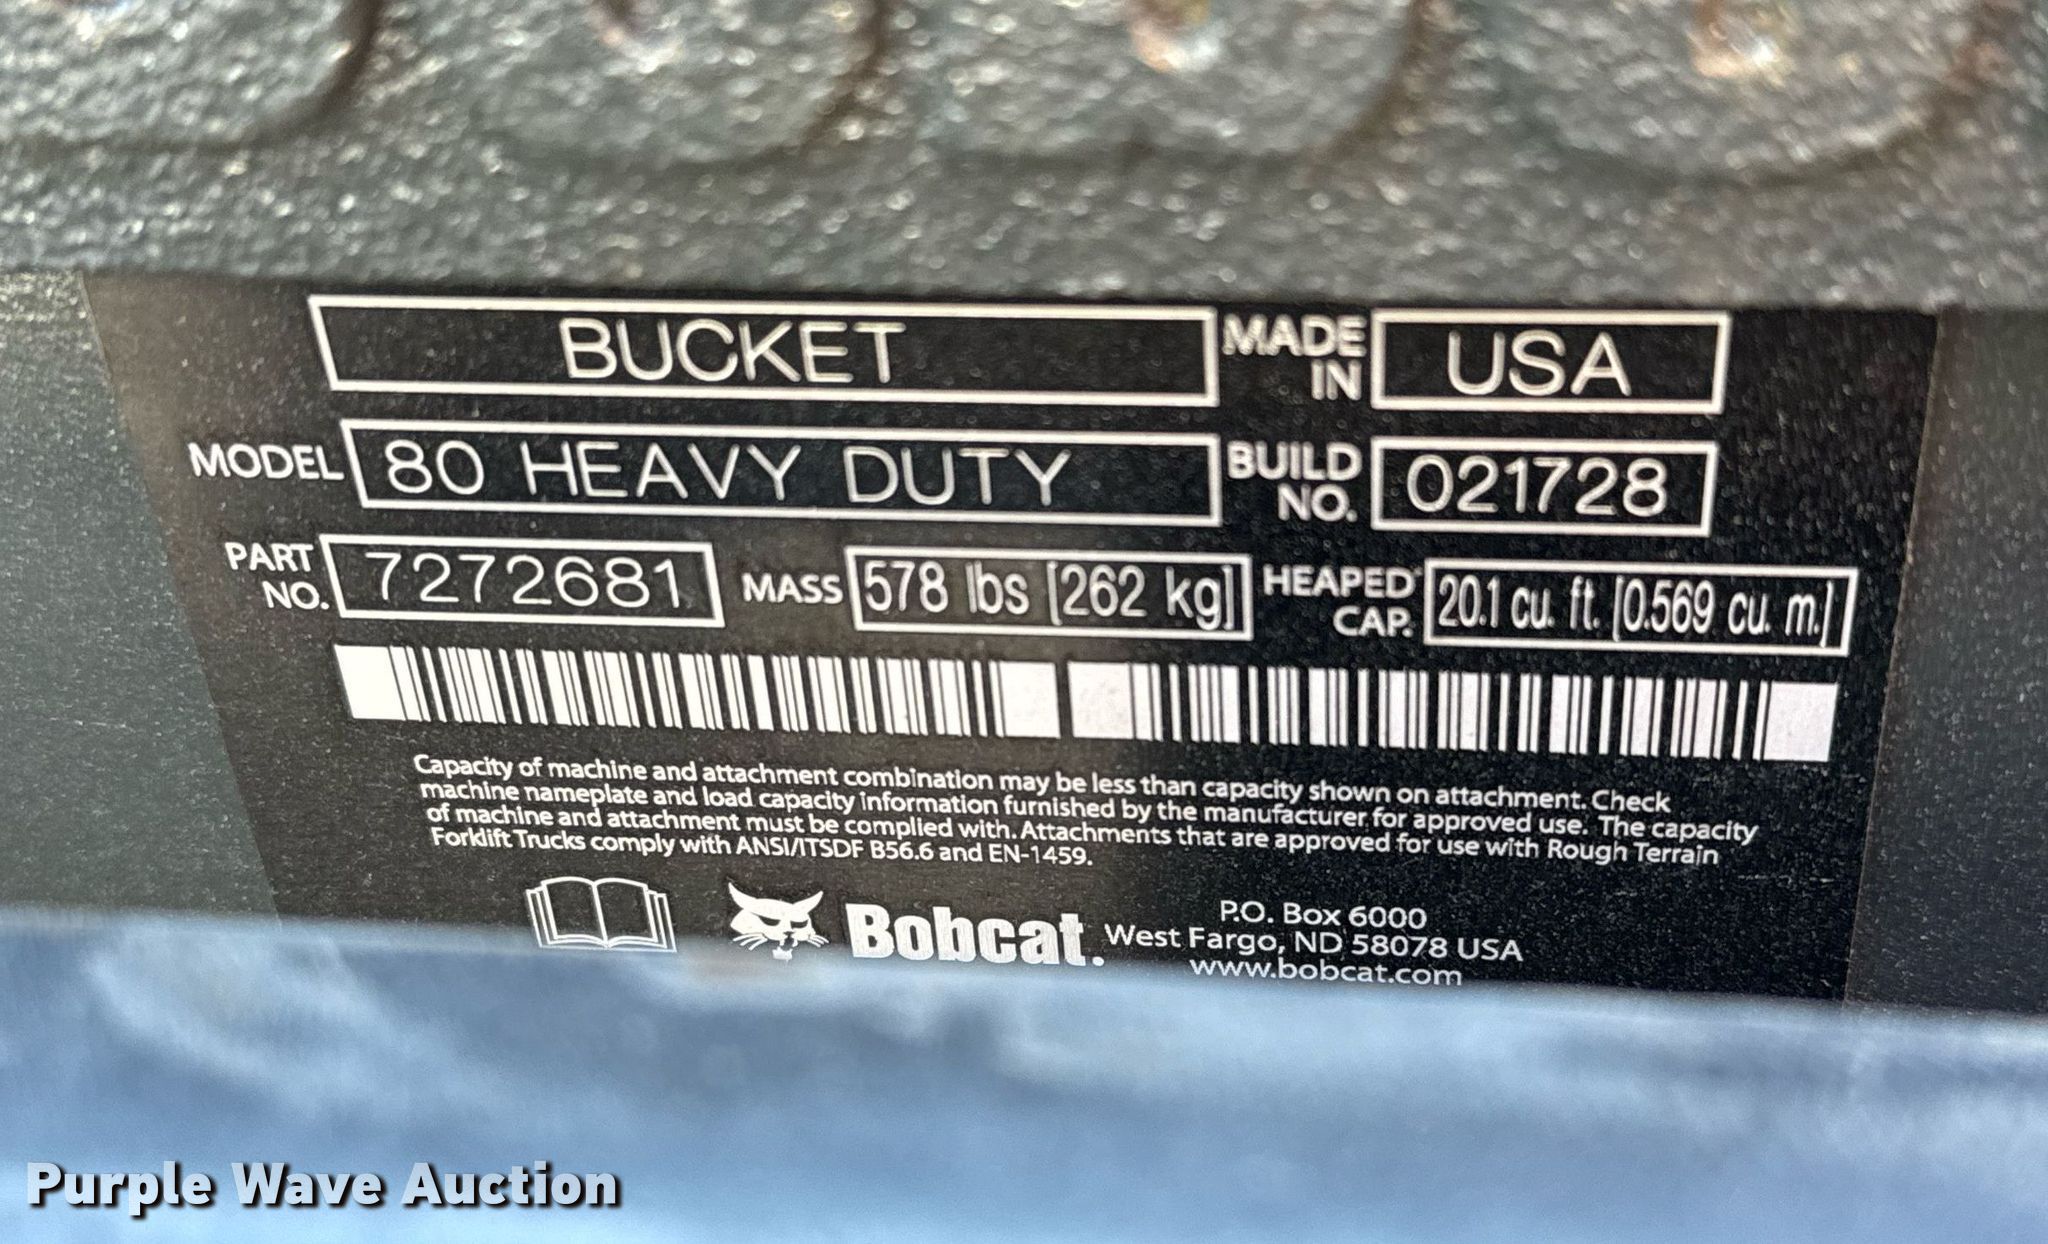 BUCKET MADE IN USA
MODEL 80 HEAVY DUTY BUILD NO. 021728
PART NO. 7272681 MASS 578 lbs [262 kg] HEAPED CAP. 20.1 cu. ft. [0.569 cu. m.]
Capacity of machine and attachment combination may be less than capacity shown on attachment. Check
machine nameplate and load capacity information furnished by the manufacturer for approved use. The capacity
of machine and attachment must be complied with. Attachments that are approved for use with Rough Terrain
Forklift Trucks comply with ANSI/ITSDF B56.6 and EN-1459.
Bobcat.
P.O. Box 6000
West Fargo, ND 58078 USA
www.bobcat.com
Purple Wave Auction